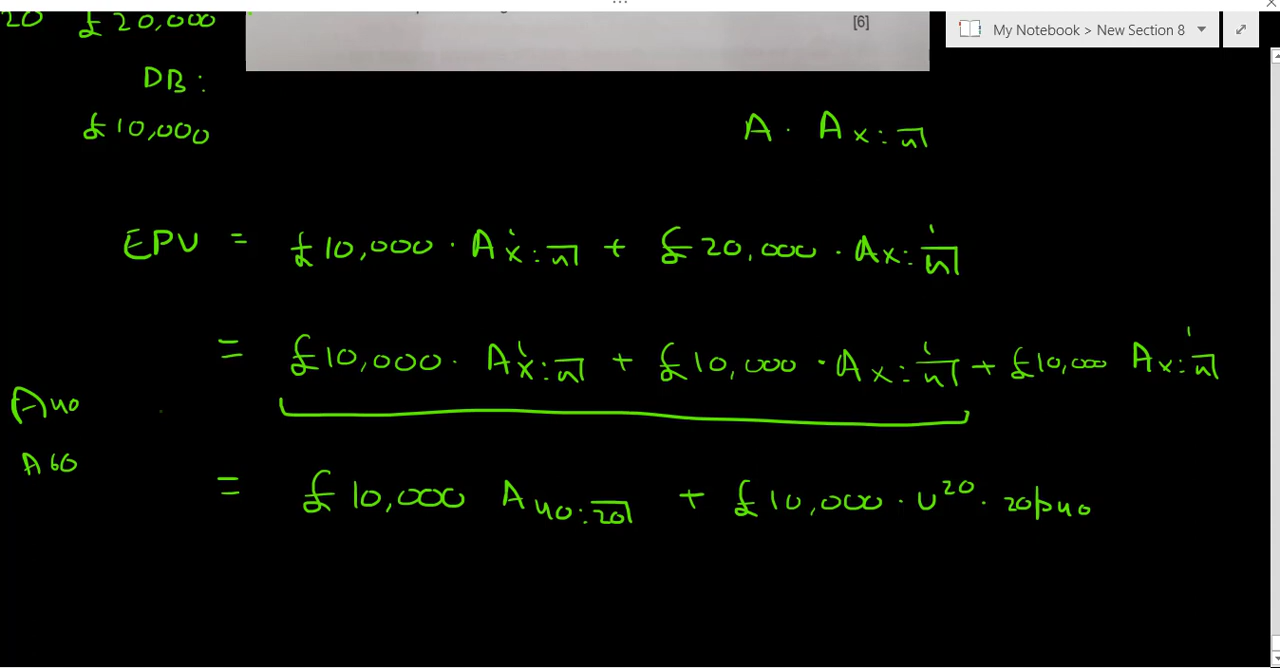 20 £20,000
[6]
My Notebook > New Section 8
DB:
£10,000
A · A x:n̅|
EPV = £10,000 · A¹x:n̅| + £20,000 · Ax:¹n̅|
= £10,000 · A¹x:n̅| + £10,000 · Ax:¹n̅| + £10,000 Ax:¹n̅|
A40
A60
= £10,000 A40:20̅| + £10,000 · v²⁰ · 20p40